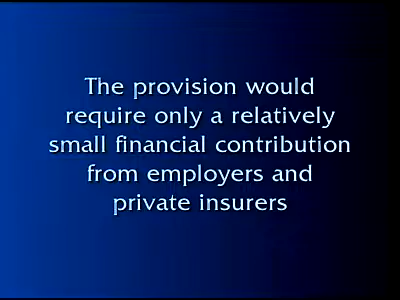 The provision would
require only a relatively
small financial contribution
from employers and
private insurers